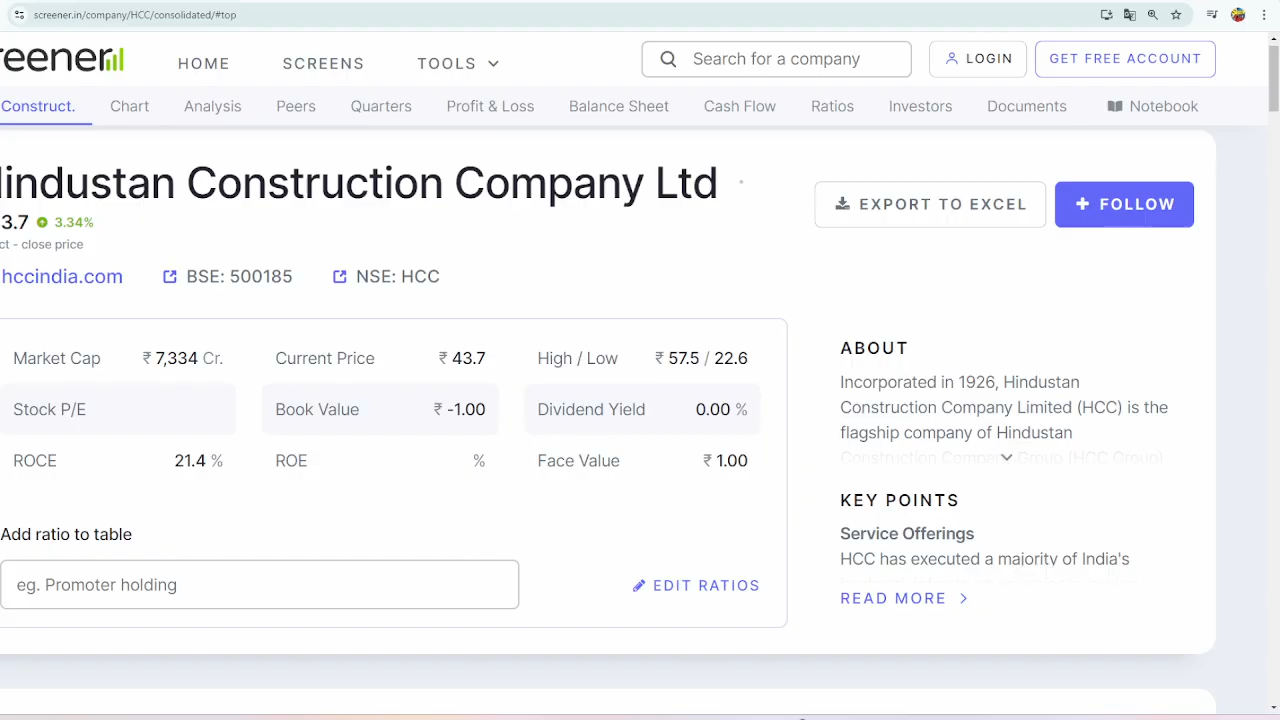 screener.in/company/HCC/consolidated/#top
reener
HOME
SCREENS
TOOLS
Search for a company
LOGIN
GET FREE ACCOUNT
Construct.
Chart
Analysis
Peers
Quarters
Profit & Loss
Balance Sheet
Cash Flow
Ratios
Investors
Documents
Notebook
Hindustan Construction Company Ltd
3.7 3.34%
ct - close price
hccindia.com
BSE: 500185
NSE: HCC
EXPORT TO EXCEL
FOLLOW
Market Cap ₹ 7,334 Cr.
Current Price ₹ 43.7
High / Low ₹ 57.5 / 22.6
Stock P/E
Book Value ₹ -1.00
Dividend Yield 0.00 %
ROCE 21.4 %
ROE %
Face Value ₹ 1.00
Add ratio to table
eg. Promoter holding
EDIT RATIOS
ABOUT
Incorporated in 1926, Hindustan
Construction Company Limited (HCC) is the
flagship company of Hindustan
Construction Company Group (HCC Group)
KEY POINTS
Service Offerings
HCC has executed a majority of India's
READ MORE